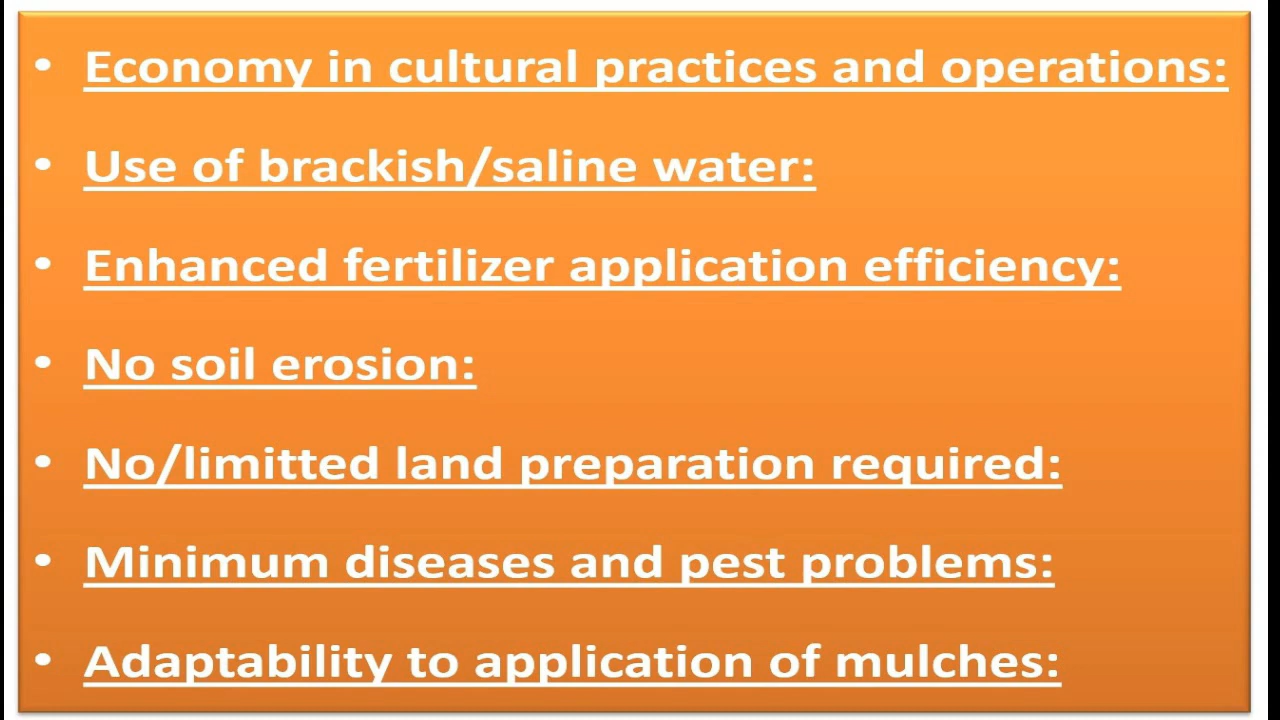 • Economy in cultural practices and operations:
• Use of brackish/saline water:
• Enhanced fertilizer application efficiency:
• No soil erosion:
• No/limitted land preparation required:
• Minimum diseases and pest problems:
• Adaptability to application of mulches: